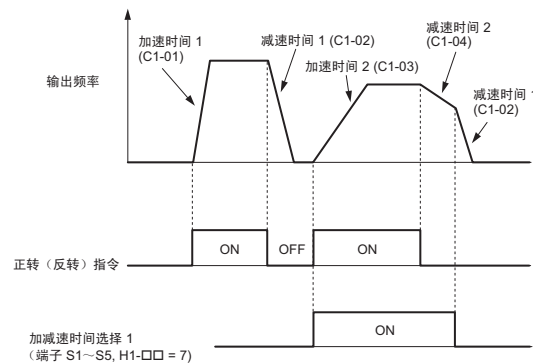 加速时间 1
(C1-01)
减速时间 1 (C1-02)
减速时间 2
(C1-04)
加速时间 2 (C1-03)
减速时间 1
(C1-02)
输出频率
ON
OFF
ON
正转（反转）指令
ON
加减速时间选择 1
（端子 S1～S5, H1-□□ = 7)